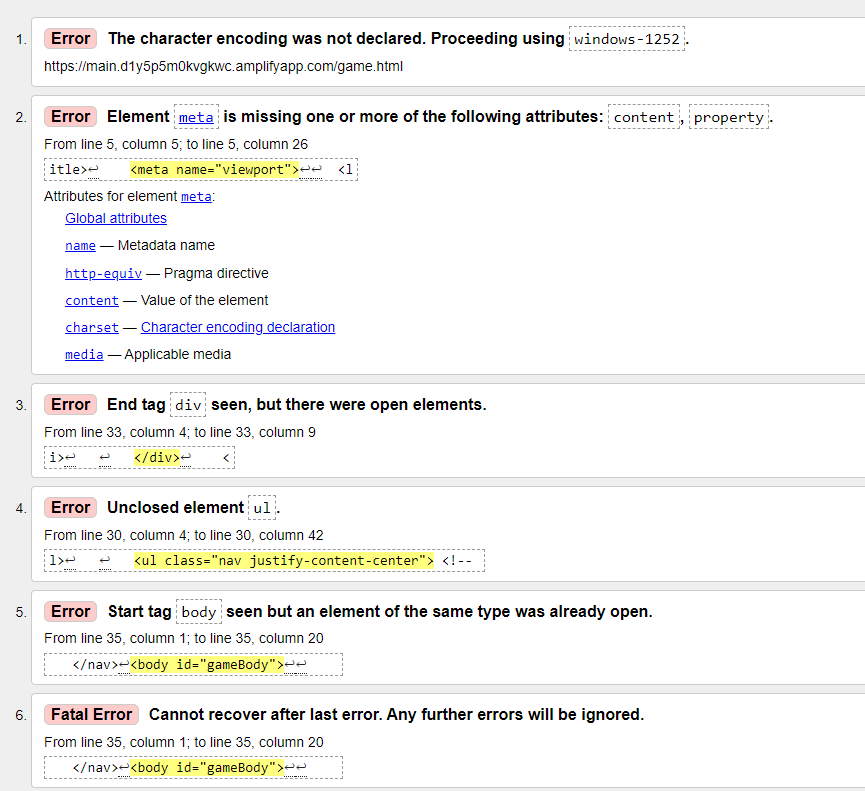 1. Error The character encoding was not declared. Proceeding using windows-1252.
https://main.d1y5p5m0kvgkwc.amplifyapp.com/game.html
2. Error Element meta is missing one or more of the following attributes: content, property.
From line 5, column 5; to line 5, column 26
itle>↩    <meta name="viewport">↩↩  <l
Attributes for element meta:
Global attributes
name — Metadata name
http-equiv — Pragma directive
content — Value of the element
charset — Character encoding declaration
media — Applicable media
3. Error End tag div seen, but there were open elements.
From line 33, column 4; to line 33, column 9
i>↩   ↩   </div>↩    <
4. Error Unclosed element ul.
From line 30, column 4; to line 30, column 42
l>↩   ↩   <ul class="nav justify-content-center"> <!--
5. Error Start tag body seen but an element of the same type was already open.
From line 35, column 1; to line 35, column 20
</nav>↩<body id="gameBody">↩↩
6. Fatal Error Cannot recover after last error. Any further errors will be ignored.
From line 35, column 1; to line 35, column 20
</nav>↩<body id="gameBody">↩↩